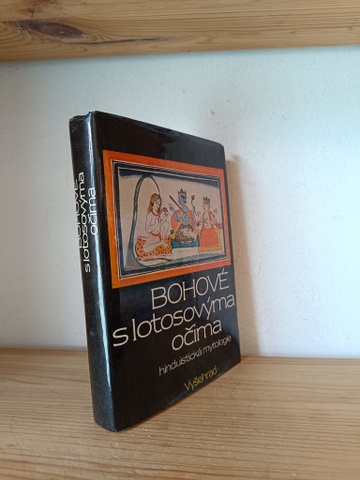 BOHOVÉ
s lotosovýma
očima
BOHOVÉ
s lotosovýma
očima
hinduistická mytologie
Vyšehrad